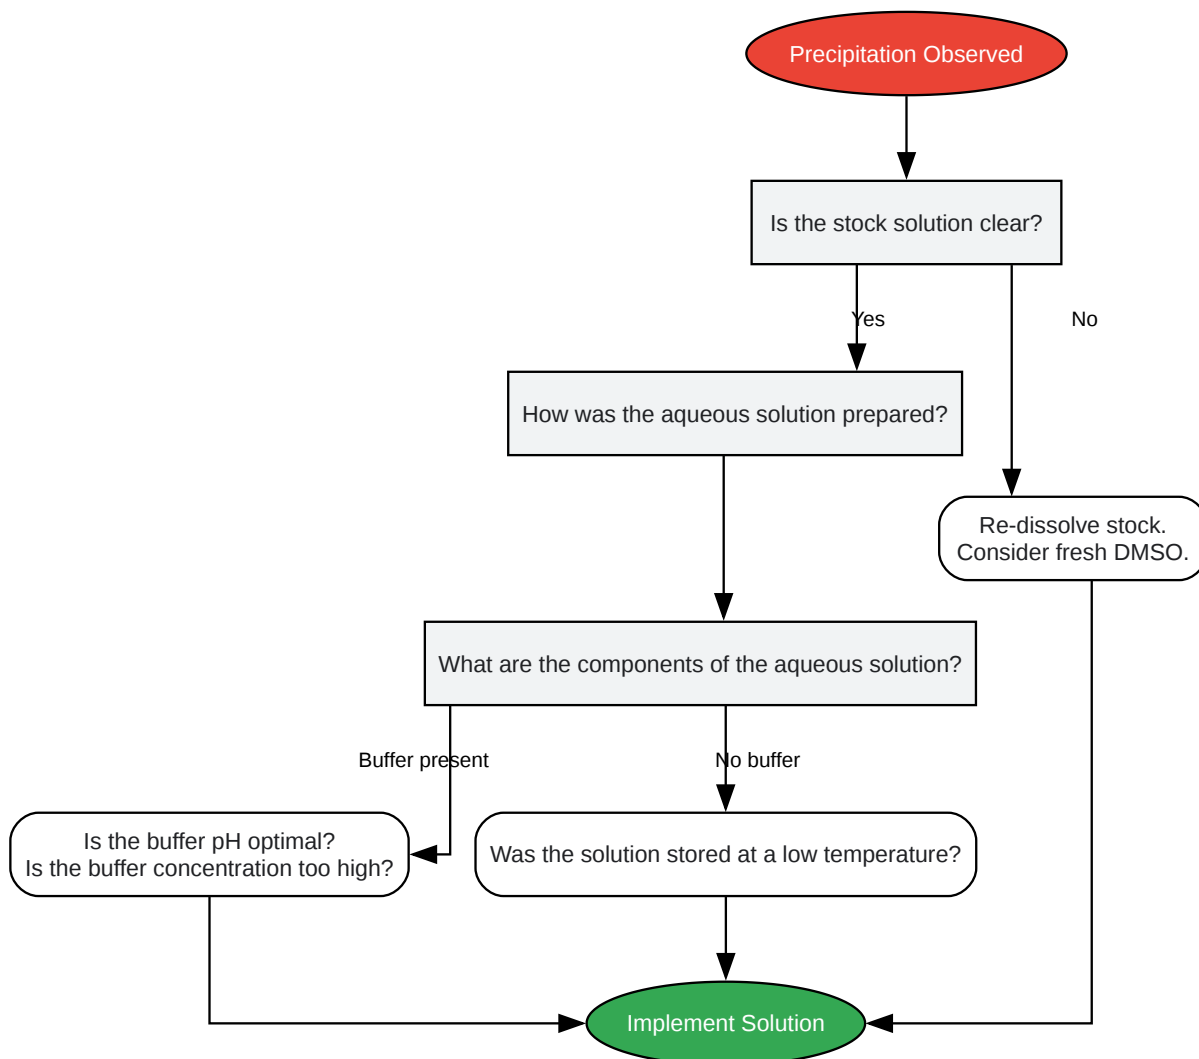 Precipitation Observed
Is the stock solution clear?
Yes
No
How was the aqueous solution prepared?
Re-dissolve stock.
Consider fresh DMSO.
What are the components of the aqueous solution?
Buffer present
No buffer
Is the buffer pH optimal?
Is the buffer concentration too high?
Was the solution stored at a low temperature?
Implement Solution